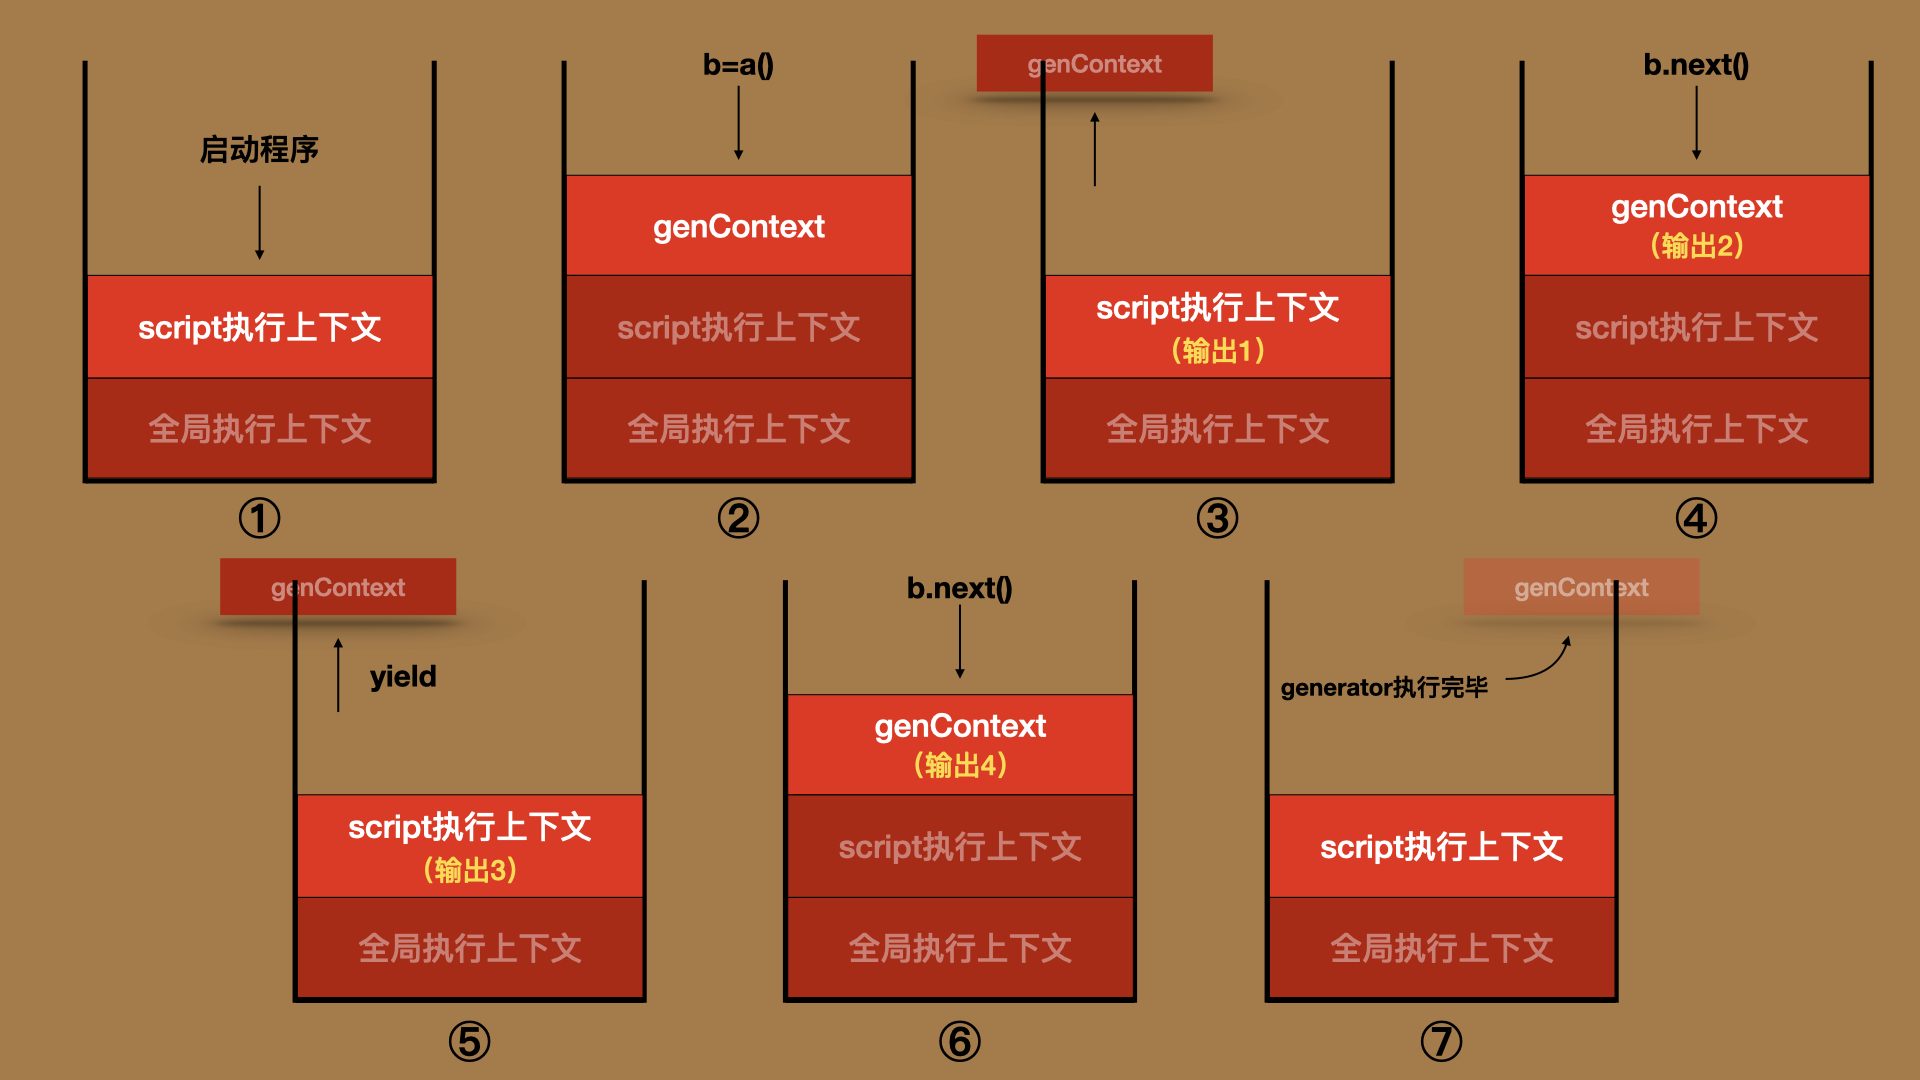 启动程序
script执行上下文
全局执行上下文
①
b=a()
genContext
script执行上下文
全局执行上下文
②
genContext
script执行上下文
（输出1）
全局执行上下文
③
b.next()
genContext
（输出2）
script执行上下文
全局执行上下文
④
genContext
yield
script执行上下文
（输出3）
全局执行上下文
⑤
b.next()
genContext
（输出4）
script执行上下文
全局执行上下文
⑥
genContext
generator执行完毕
script执行上下文
全局执行上下文
⑦